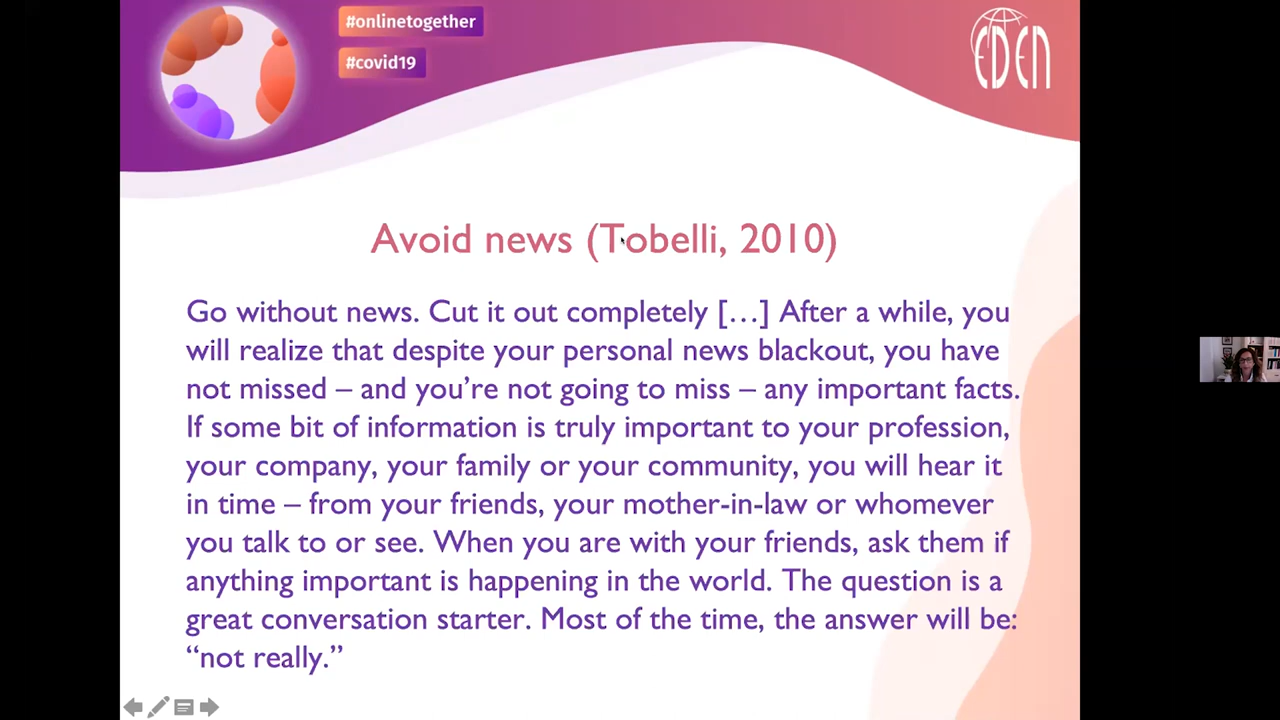 #onlinetogether
#covid19
EDEN
Avoid news (Tobelli, 2010)
Go without news. Cut it out completely […] After a while, you
will realize that despite your personal news blackout, you have
not missed – and you’re not going to miss – any important facts.
If some bit of information is truly important to your profession,
your company, your family or your community, you will hear it
in time – from your friends, your mother-in-law or whomever
you talk to or see. When you are with your friends, ask them if
anything important is happening in the world. The question is a
great conversation starter. Most of the time, the answer will be:
“not really.”